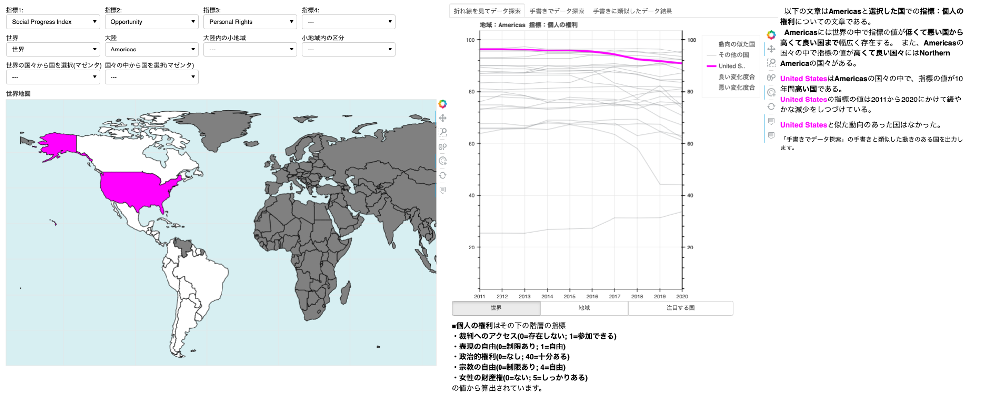 指標1:
指標2:
指標3:
指標4:
Social Progress Index
Opportunity
Personal Rights
---
世界
大陸
大陸内の小地域
小地域内の区分
世界
Americas
---
---
世界の国々から国を選択(マゼンタ)
国々の中から国を選択(マゼンタ)
---
---
世界地図
折れ線を見てデータ探索
手書きでデータ探索
手書きに類似したデータ結果
地域：Americas 指標：個人の権利
100
80
60
40
20
100
80
60
40
20
2011
2012
2013
2014
2015
2016
2017
2018
2019
2020
動向の似た国
その他の国
United S..
良い変化度合
悪い変化度合
世界
地域
注目する国
■個人の権利はその下の階層の指標
・裁判へのアクセス(0=存在しない; 1=参加できる)
・表現の自由(0=制限あり; 1=自由)
・政治的権利(0=なし; 40=十分ある)
・宗教の自由(0=制限あり; 4=自由)
・女性の財産権(0=ない; 5=しっかりある)
の値から算出されています。
以下の文章はAmericasと選択した国での指標：個人の
権利についての文章である。
Americasには世界の中で指標の値が低くて悪い国から
高くて良い国まで幅広く存在する。 また、Americasの
国々の中で指標の値が高くて良い国々にはNorthern
Americaの国々がある。
United StatesはAmericasの国々の中で、指標の値が10
年間高い国である。
United Statesの指標の値は2011から2020にかけて緩や
かな減少をしつづけている。
United Statesと似た動向のあった国はなかった。
「手書きでデータ探索」の手書きと類似した動きのある国を出力し
ます。